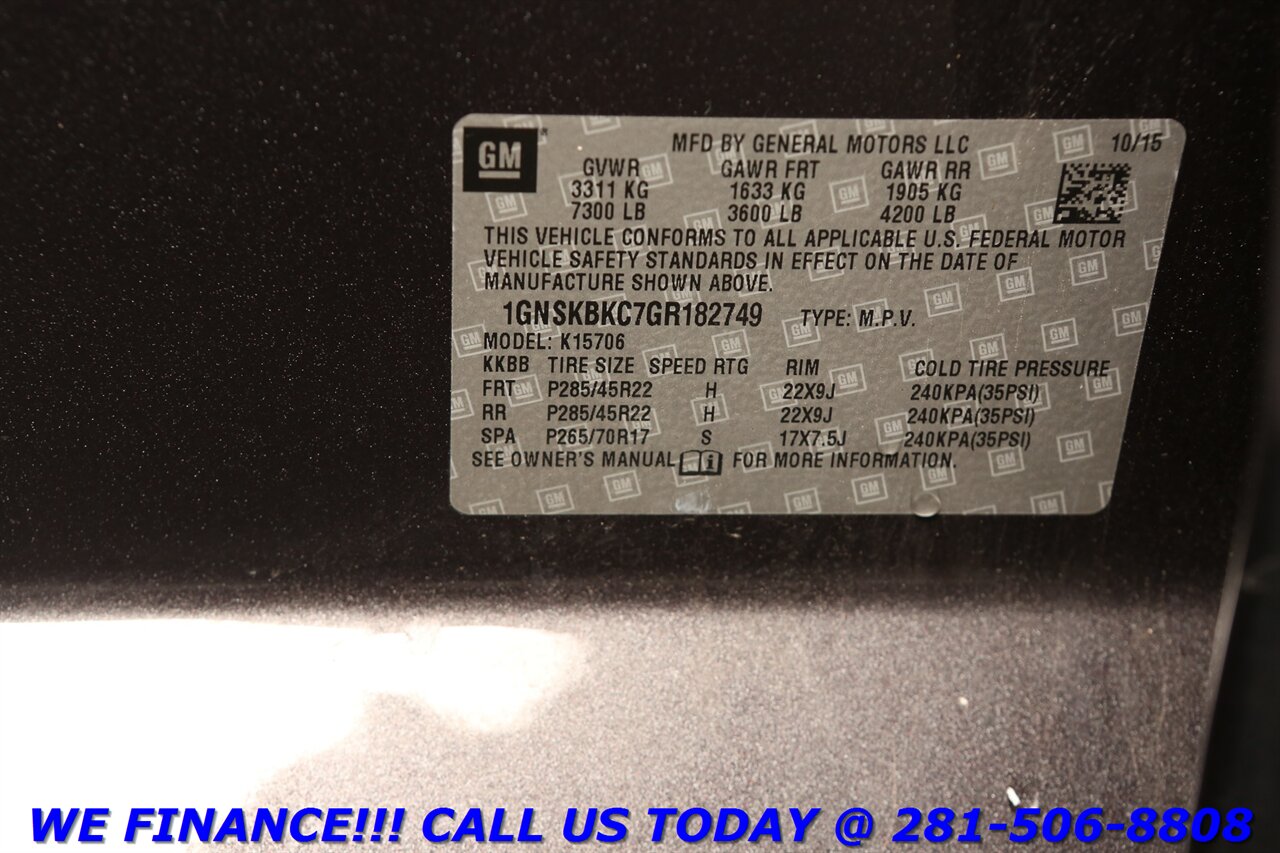 GM MFD BY GENERAL MOTORS LLC 10/15
GVWR GAWR FRT GAWR RR
3311 KG 1633 KG 1905 KG
7300 LB 3600 LB 4200 LB
THIS VEHICLE CONFORMS TO ALL APPLICABLE U.S. FEDERAL MOTOR
VEHICLE SAFETY STANDARDS IN EFFECT ON THE DATE OF
MANUFACTURE SHOWN ABOVE.
1GNSKBKC7GR182749 TYPE: M.P.V.
MODEL: K15706
KKBB TIRE SIZE SPEED RTG RIM COLD TIRE PRESSURE
FRT P285/45R22 H 22X9J 240KPA(35PSI)
RR P285/45R22 H 22X9J 240KPA(35PSI)
SPA P265/70R17 S 17X7.5J 240KPA(35PSI)
SEE OWNER'S MANUAL FOR MORE INFORMATION.
WE FINANCE!!! CALL US TODAY @ 281-506-8808